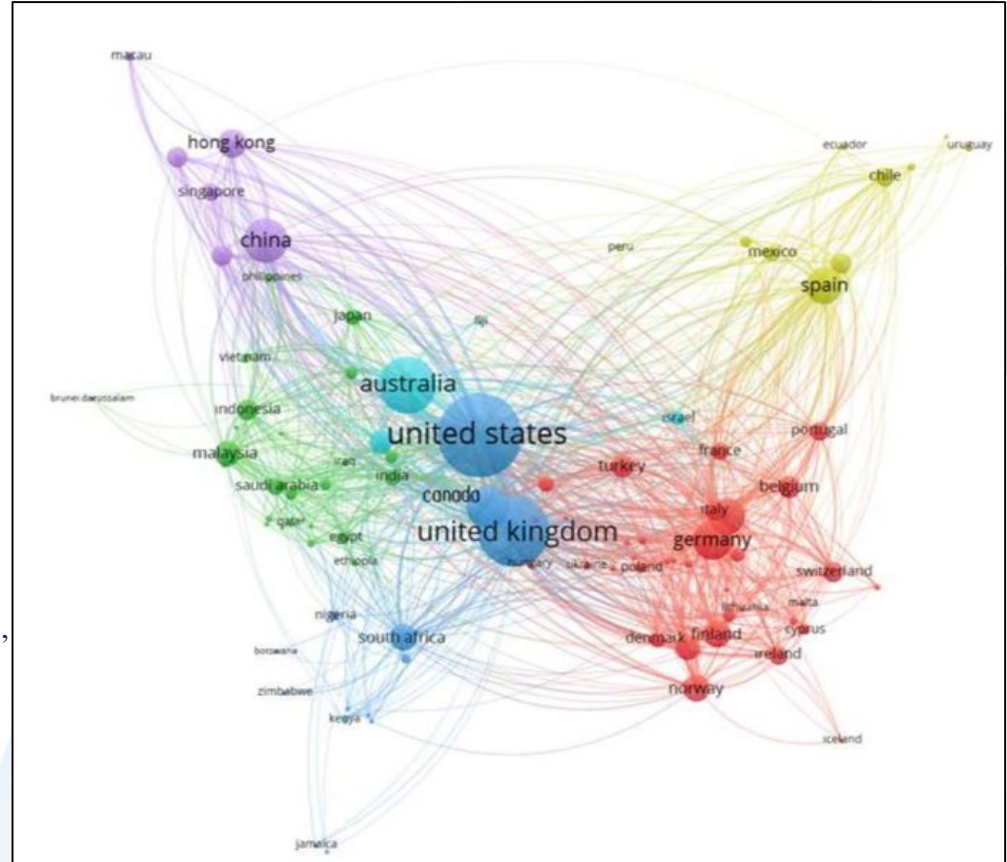 macau
hong kong
ecuador
uruguay
chile
singapore
china
peru
mexico
philippines
spain
japan
fiji
viet nam
australia
brunei darussalam
indonesia
israel
united states
portugal
malaysia
iraq
france
turkey
india
saudi arabia
belgium
canada
italy
qatar
united kingdom
egypt
germany
ethiopia
hungary
ukraine
poland
switzerland
lithuania
malta
nigeria
cyprus
,
south africa
denmark
finland
botswana
ireland
zimbabwe
norway
kenya
iceland
jamaica